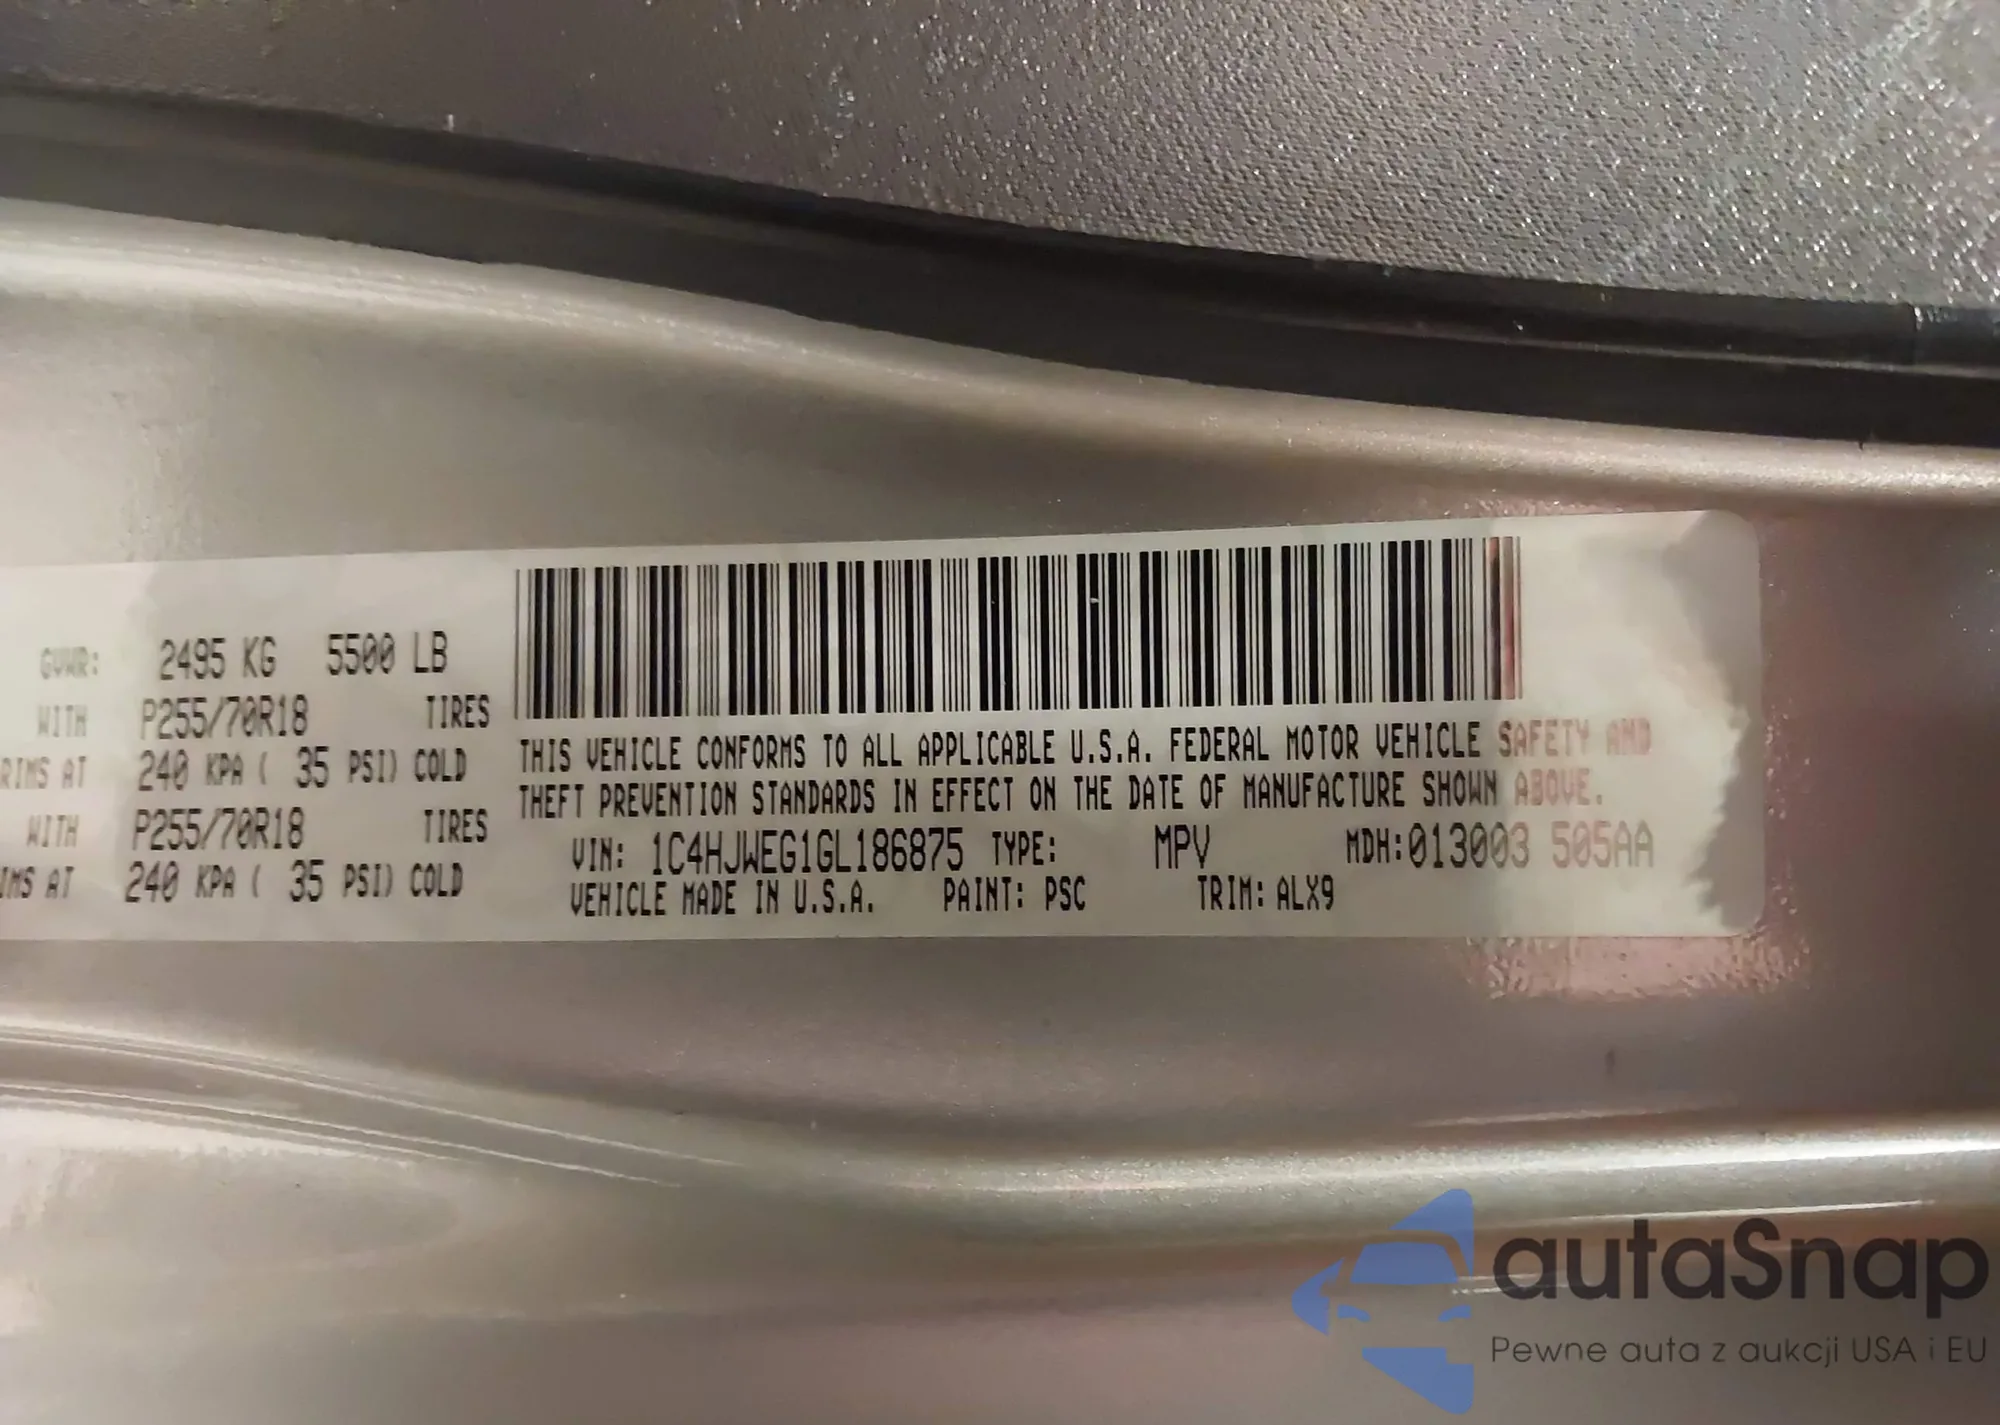 GVWR: 2495 KG 5500 LB
WITH P255/70R18 TIRES
RIMS AT 240 KPA ( 35 PSI) COLD
WITH P255/70R18 TIRES
IMS AT 240 KPA ( 35 PSI) COLD
THIS VEHICLE CONFORMS TO ALL APPLICABLE U.S.A. FEDERAL MOTOR VEHICLE SAFETY AND
THEFT PREVENTION STANDARDS IN EFFECT ON THE DATE OF MANUFACTURE SHOWN ABOVE.
VIN: 1C4HJWEG1GL186875 TYPE: MPV MDH:013003 505AA
VEHICLE MADE IN U.S.A. PAINT: PSC TRIM: ALX9
autaSnap
Pewne auta z aukcji USA i EU